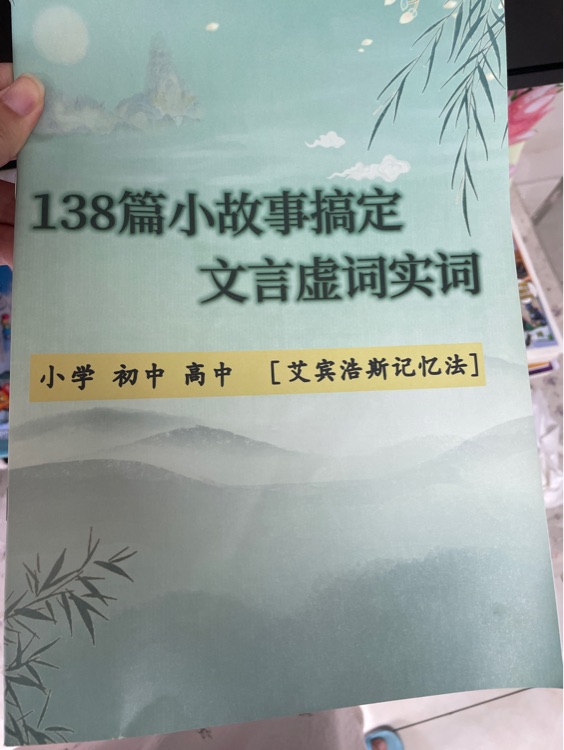 138篇小故事搞定
文言虚词实词
小学 初中 高中 [艾宾浩斯记忆法]